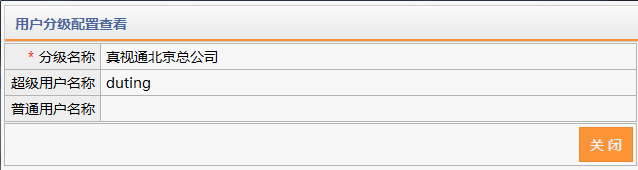 用户分级配置查看
* 分级名称 真视通北京总公司
超级用户名称 duting
普通用户名称
关 闭